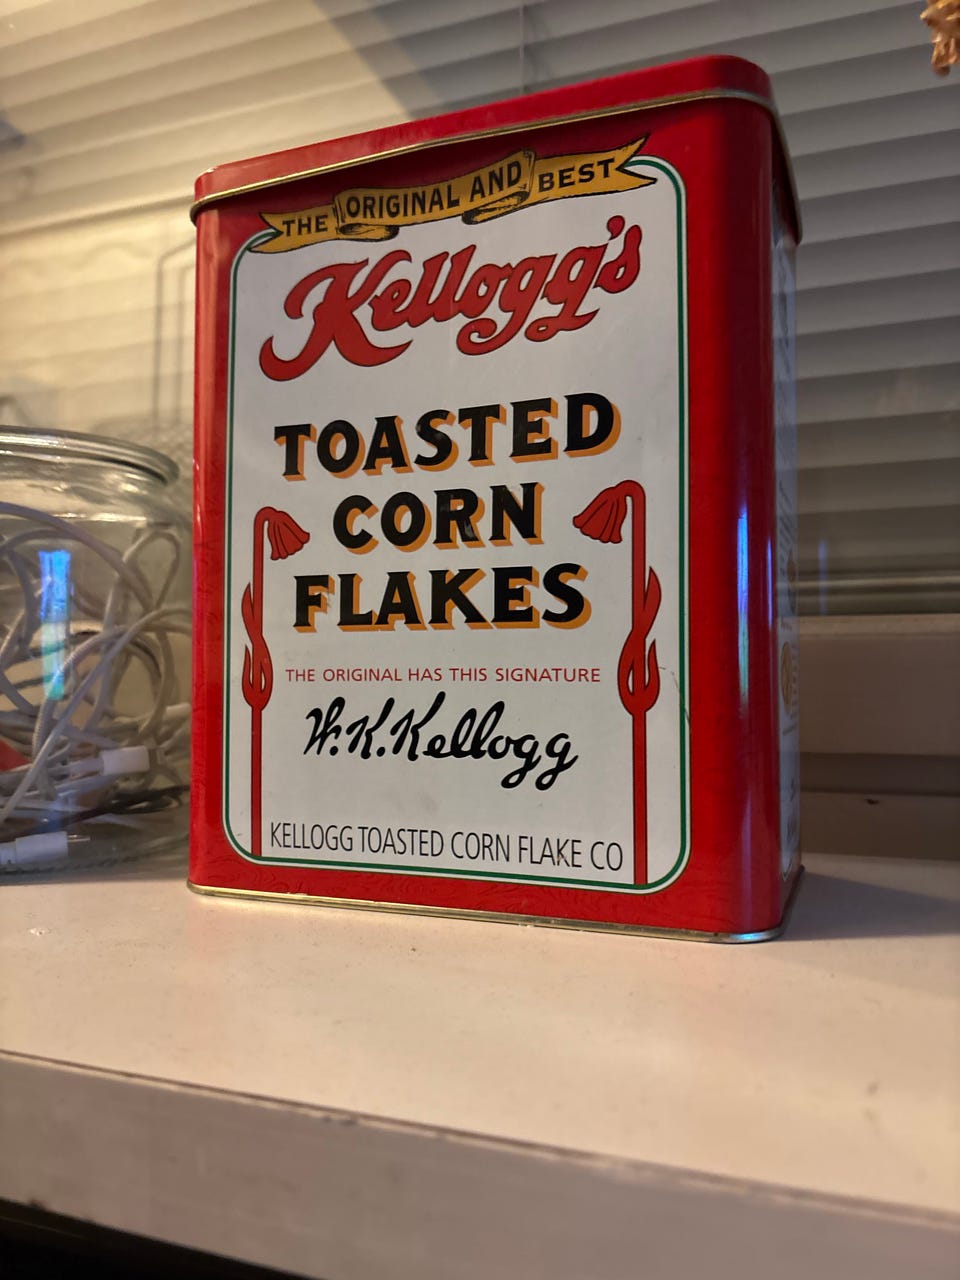 THE ORIGINAL AND BEST
Kellogg's
TOASTED
CORN
FLAKES
THE ORIGINAL HAS THIS SIGNATURE
W.K.Kellogg
KELLOGG TOASTED CORN FLAKE CO